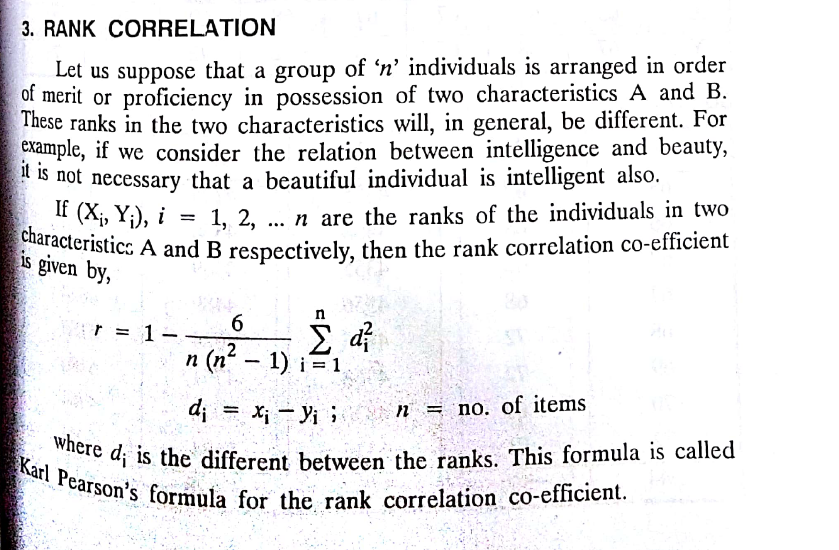 3. RANK CORRELATION
Let us suppose that a group of ‘n’ individuals is arranged in order
of merit or proficiency in possession of two characteristics A and B.
These ranks in the two characteristics will, in general, be different. For
example, if we consider the relation between intelligence and beauty,
it is not necessary that a beautiful individual is intelligent also.
If (Xᵢ, Yᵢ), i = 1, 2, ... n are the ranks of the individuals in two
characteristics A and B respectively, then the rank correlation co-efficient
is given by,
r = 1 − 6 / n (n² − 1) ∑ᵢ₌₁ⁿ dᵢ²
dᵢ = xᵢ − yᵢ ; n = no. of items
where dᵢ is the different between the ranks. This formula is called
Karl Pearson's formula for the rank correlation co-efficient.